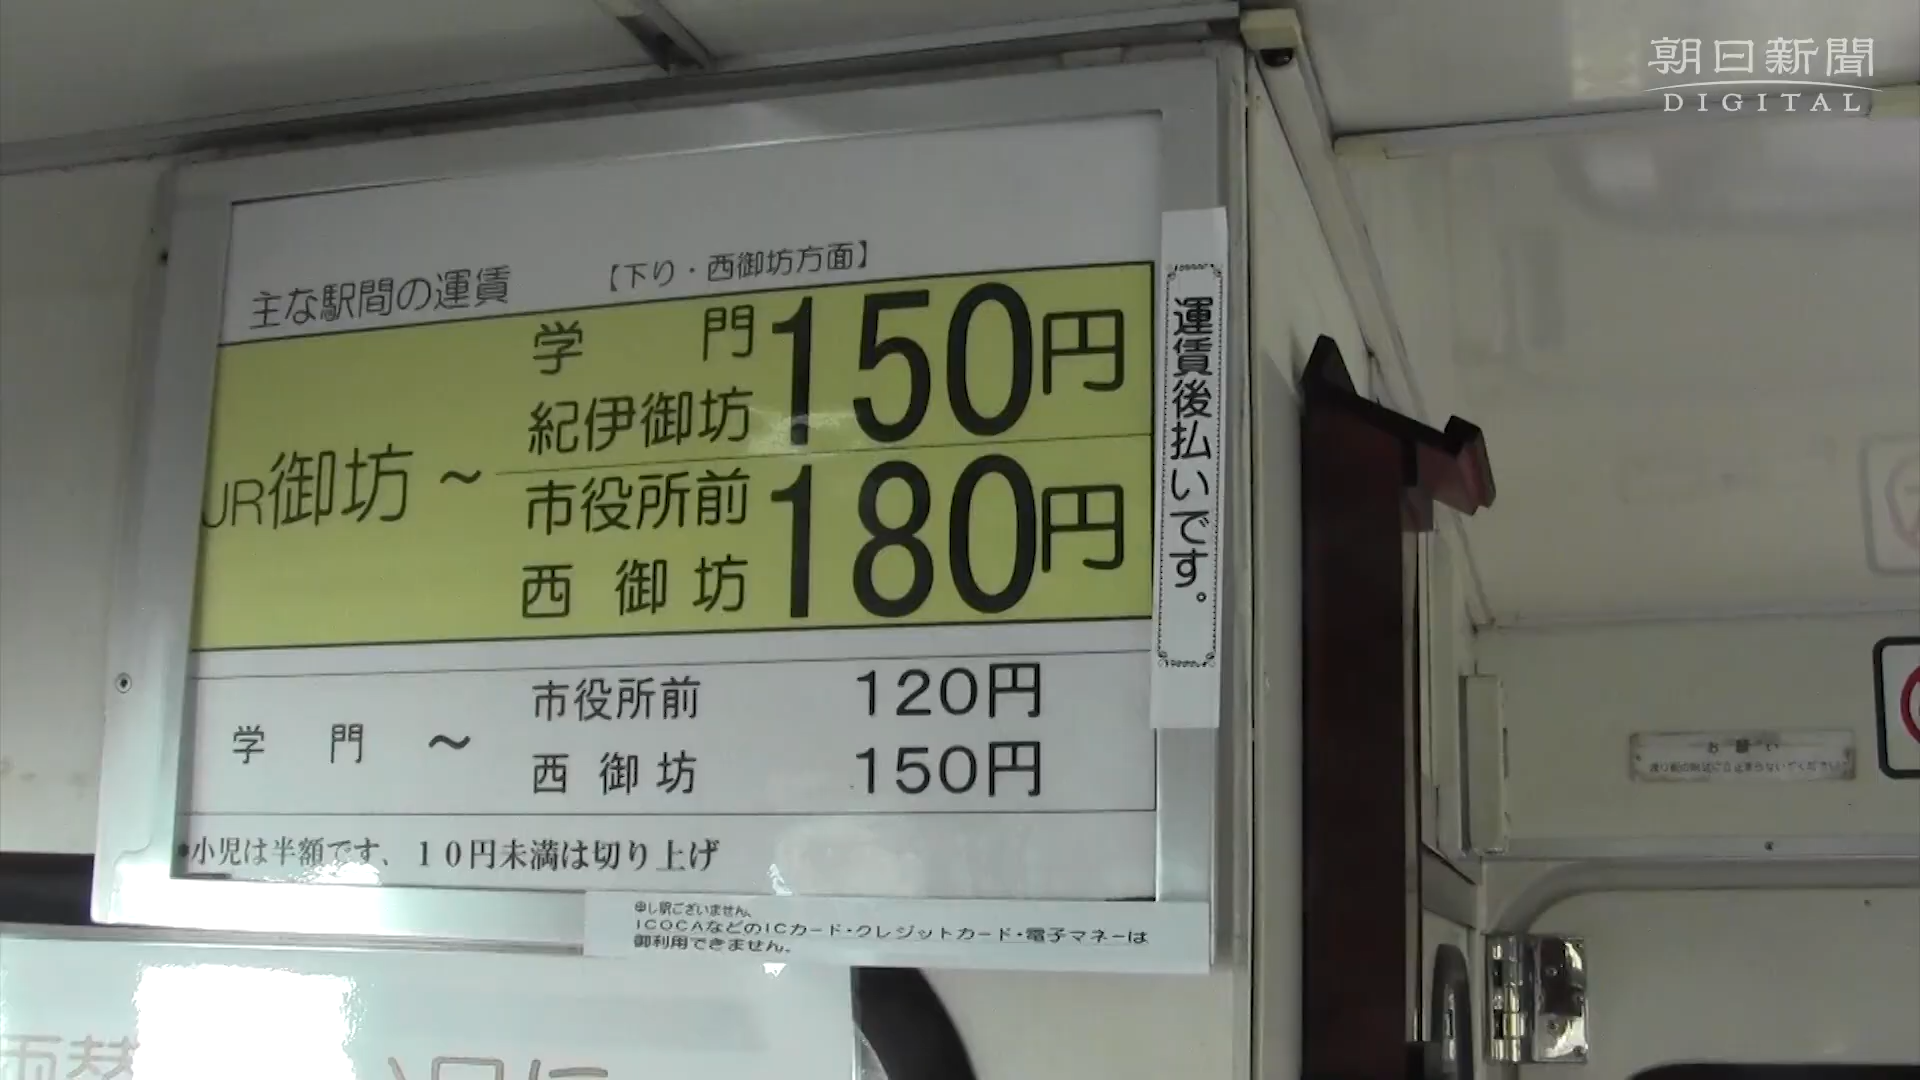 朝日新聞
DIGITAL
主な駅間の運賃 【下り・西御坊方面】
JR御坊 ~ 学門 紀伊御坊 150円
市役所前 西御坊 180円
学門 ~ 市役所前 120円
西御坊 150円
•小児は半額です、10円未満は切り上げ
運賃後払いです。
申し訳ございません、
ICOCAなどのICカード・クレジットカード・電子マネーは
御利用できません。
お願い